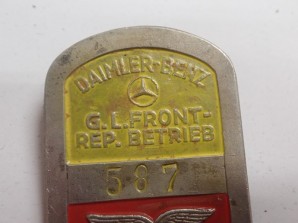 DAIMLER-BENZ
G.L.FRONT-
REP. BETRIEB
587